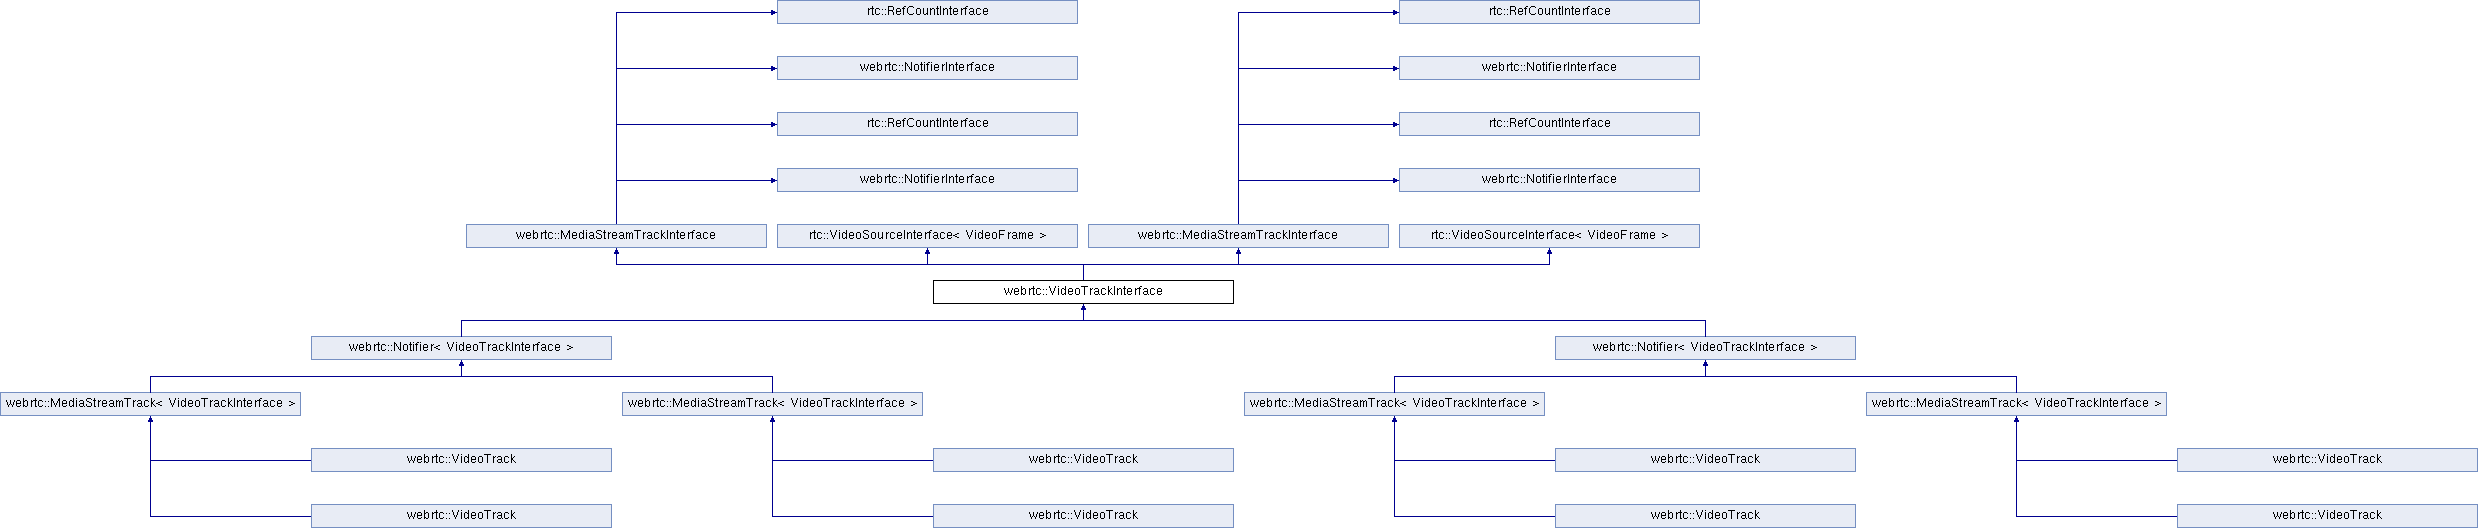 rtc::RefCountInterface
rtc::RefCountInterface
webrtc::NotifierInterface
webrtc::NotifierInterface
rtc::RefCountInterface
rtc::RefCountInterface
webrtc::NotifierInterface
webrtc::NotifierInterface
webrtc::MediaStreamTrackInterface
rtc::VideoSourceInterface< VideoFrame >
webrtc::MediaStreamTrackInterface
rtc::VideoSourceInterface< VideoFrame >
webrtc::VideoTrackInterface
webrtc::Notifier< VideoTrackInterface >
webrtc::Notifier< VideoTrackInterface >
webrtc::MediaStreamTrack< VideoTrackInterface >
webrtc::MediaStreamTrack< VideoTrackInterface >
webrtc::MediaStreamTrack< VideoTrackInterface >
webrtc::MediaStreamTrack< VideoTrackInterface >
webrtc::VideoTrack
webrtc::VideoTrack
webrtc::VideoTrack
webrtc::VideoTrack
webrtc::VideoTrack
webrtc::VideoTrack
webrtc::VideoTrack
webrtc::VideoTrack